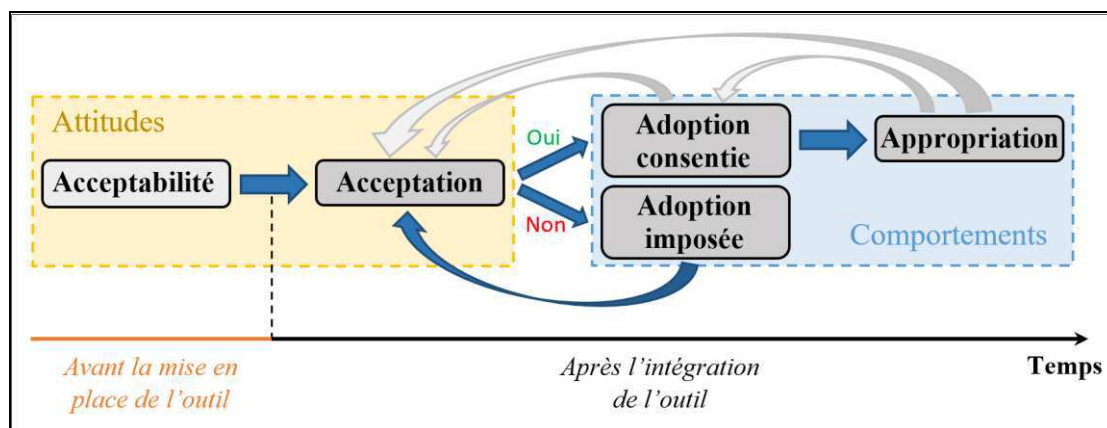 Attitudes
Acceptabilité
Acceptation
Oui
Non
Adoption
consentie
Adoption
imposée
Appropriation
Comportements
Avant la mise en
place de l’outil
Après l’intégration
de l’outil
Temps